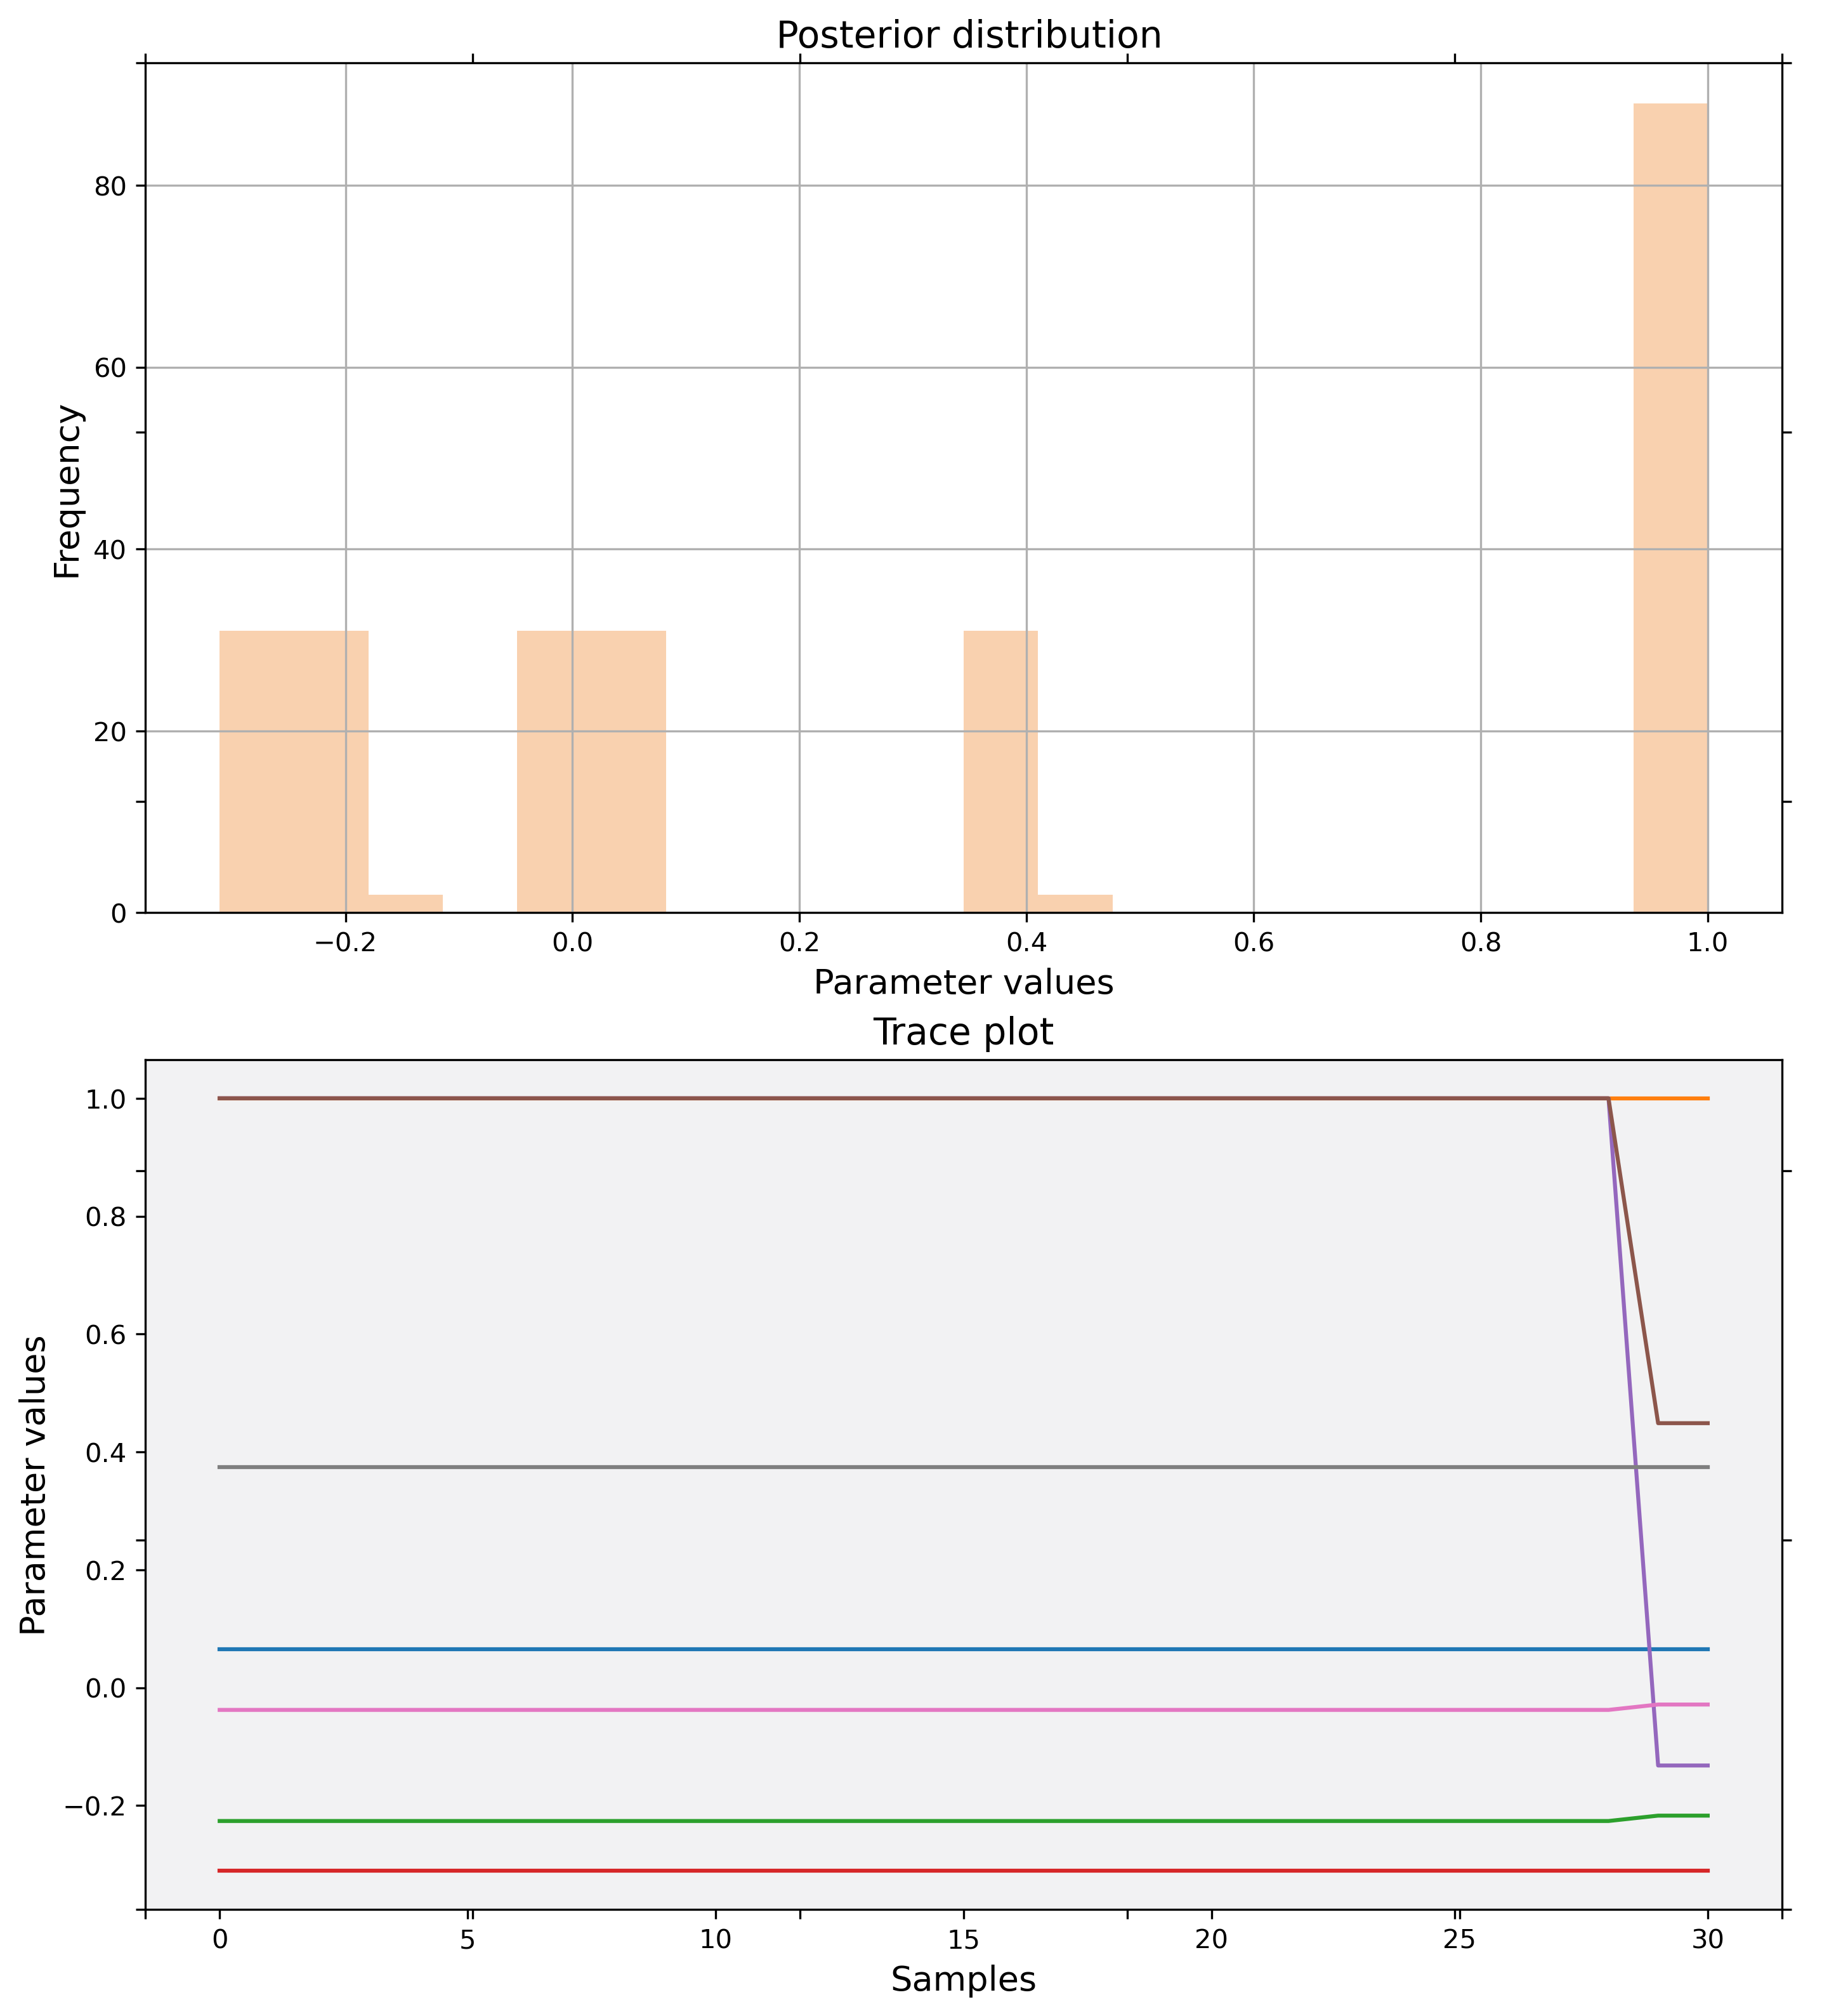 Posterior distribution
80
60
40
20
0
Frequency
−0.2 0.0 0.2 0.4 0.6 0.8 1.0
Parameter values
Trace plot
1.0
0.8
0.6
0.4
0.2
0.0
−0.2
Parameter values
0 5 10 15 20 25 30
Samples